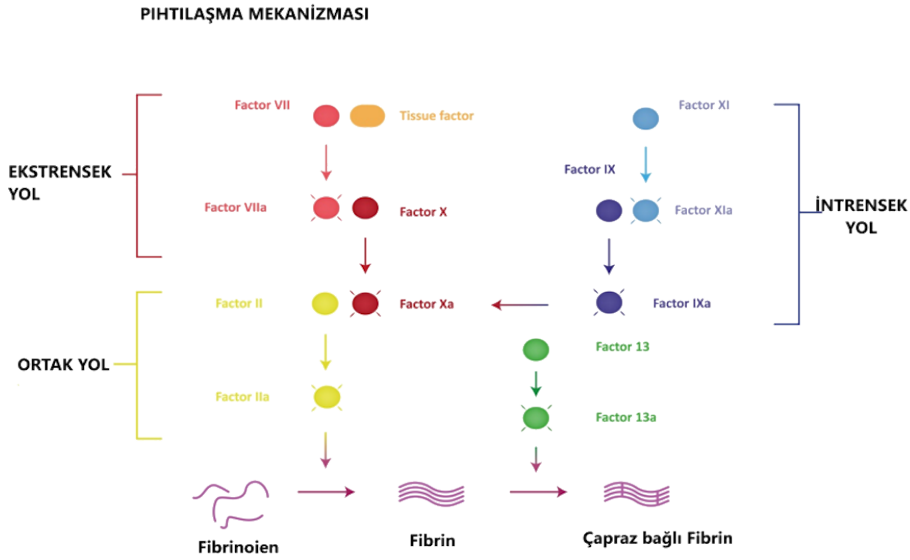 PIHTILAŞMA MEKANİZMASI
Factor VII
Tissue factor
Factor XI
EKSTRENSEK
YOL
Factor IX
Factor VIIa
Factor X
Factor XIa
İNTRENSEK
YOL
Factor II
Factor Xa
Factor IXa
ORTAK YOL
Factor 13
Factor IIa
Factor 13a
Fibrinoien
Fibrin
Çapraz bağlı Fibrin